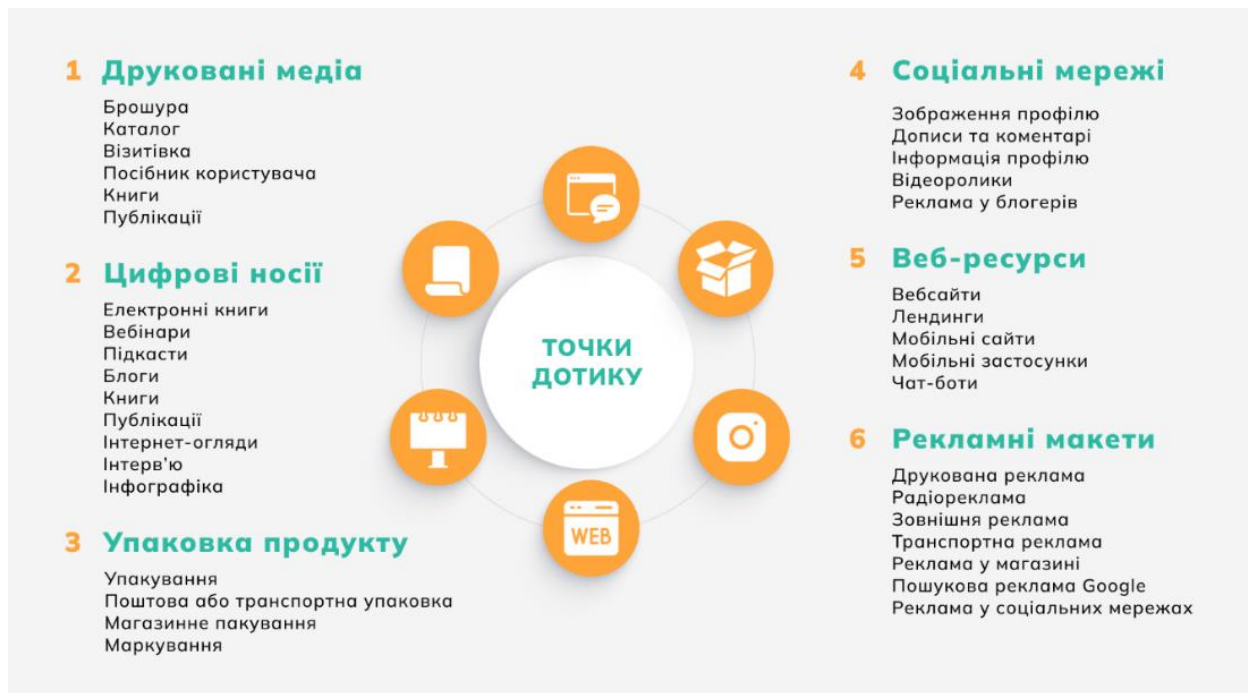 1 Друковані медіа
Брошура
Каталог
Візитівка
Посібник користувача
Книги
Публікації
2 Цифрові носії
Електронні книги
Вебінари
Підкасти
Блоги
Книги
Публікації
Інтернет-огляди
Інтерв'ю
Інфографіка
3 Упаковка продукту
Упакування
Поштова або транспортна упаковка
Магазинне пакування
Маркування
ТОЧКИ
ДОТИКУ
WEB
4 Соціальні мережі
Зображення профілю
Дописи та коментарі
Інформація профілю
Відеоролики
Реклама у блогерів
5 Веб-ресурси
Вебсайти
Лендинги
Мобільні сайти
Мобільні застосунки
Чат-боти
6 Рекламні макети
Друкована реклама
Радіореклама
Зовнішня реклама
Транспортна реклама
Реклама у магазині
Пошукова реклама Google
Реклама у соціальних мережах